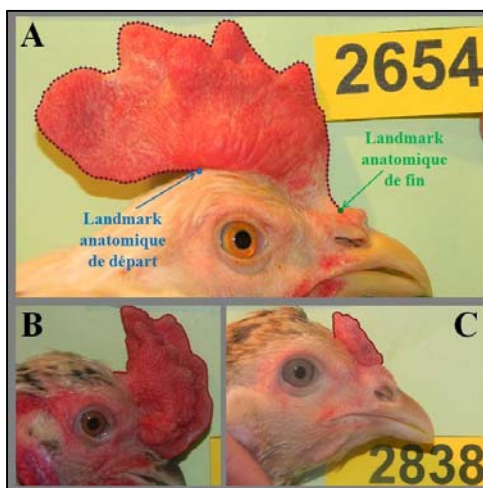 A
2654
Landmark
anatomique
de fin
Landmark
anatomique
de départ
B
C
2838